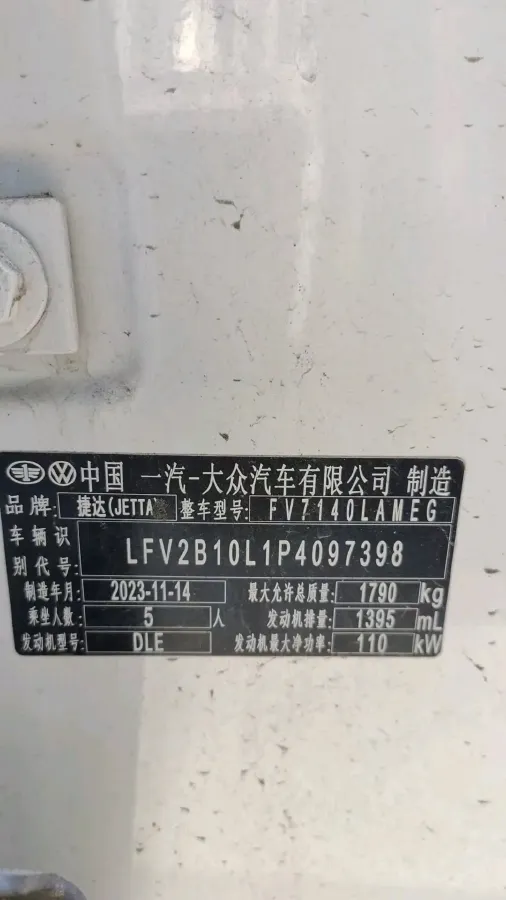 中国 一汽-大众汽车有限公司 制造
品牌: 捷达(JETTA) 整车型号: FV7140LAMEG
车辆识
别代号: LFV2B10L1P4097398
制造年月: 2023-11-14 最大允许总质量: 1790 kg
乘坐人数: 5 人 发动机排量: 1395 mL
发动机型号: DLE 发动机最大净功率: 110 kW